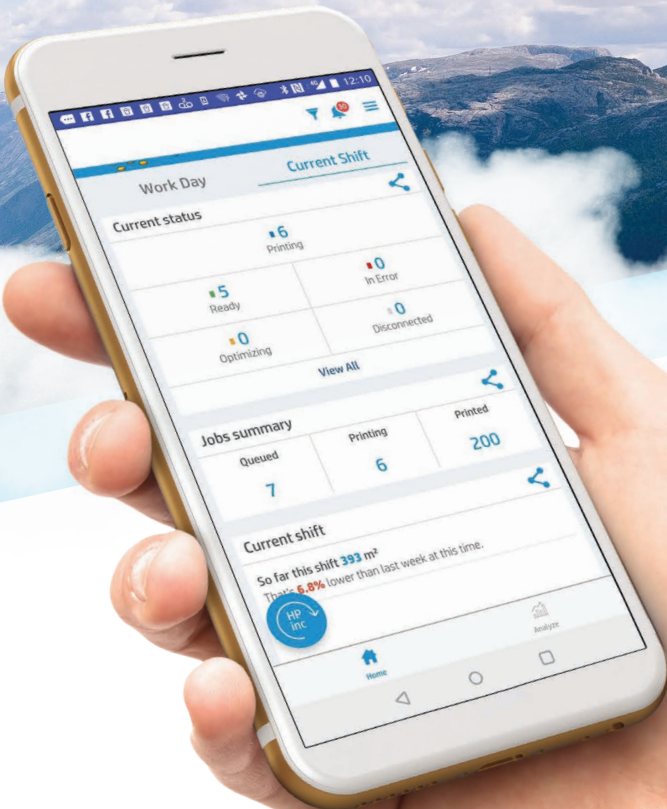 4G 12:10
30
Work Day Current Shift
Current status
6
Printing
5 0
Ready In Error
0 0
Optimizing Disconnected
View All
Jobs summary
Queued Printing Printed
7 6 200
Current shift
So far this shift 393 m²
That's 6.8% lower than last week at this time.
HP
inc
Home Analyze